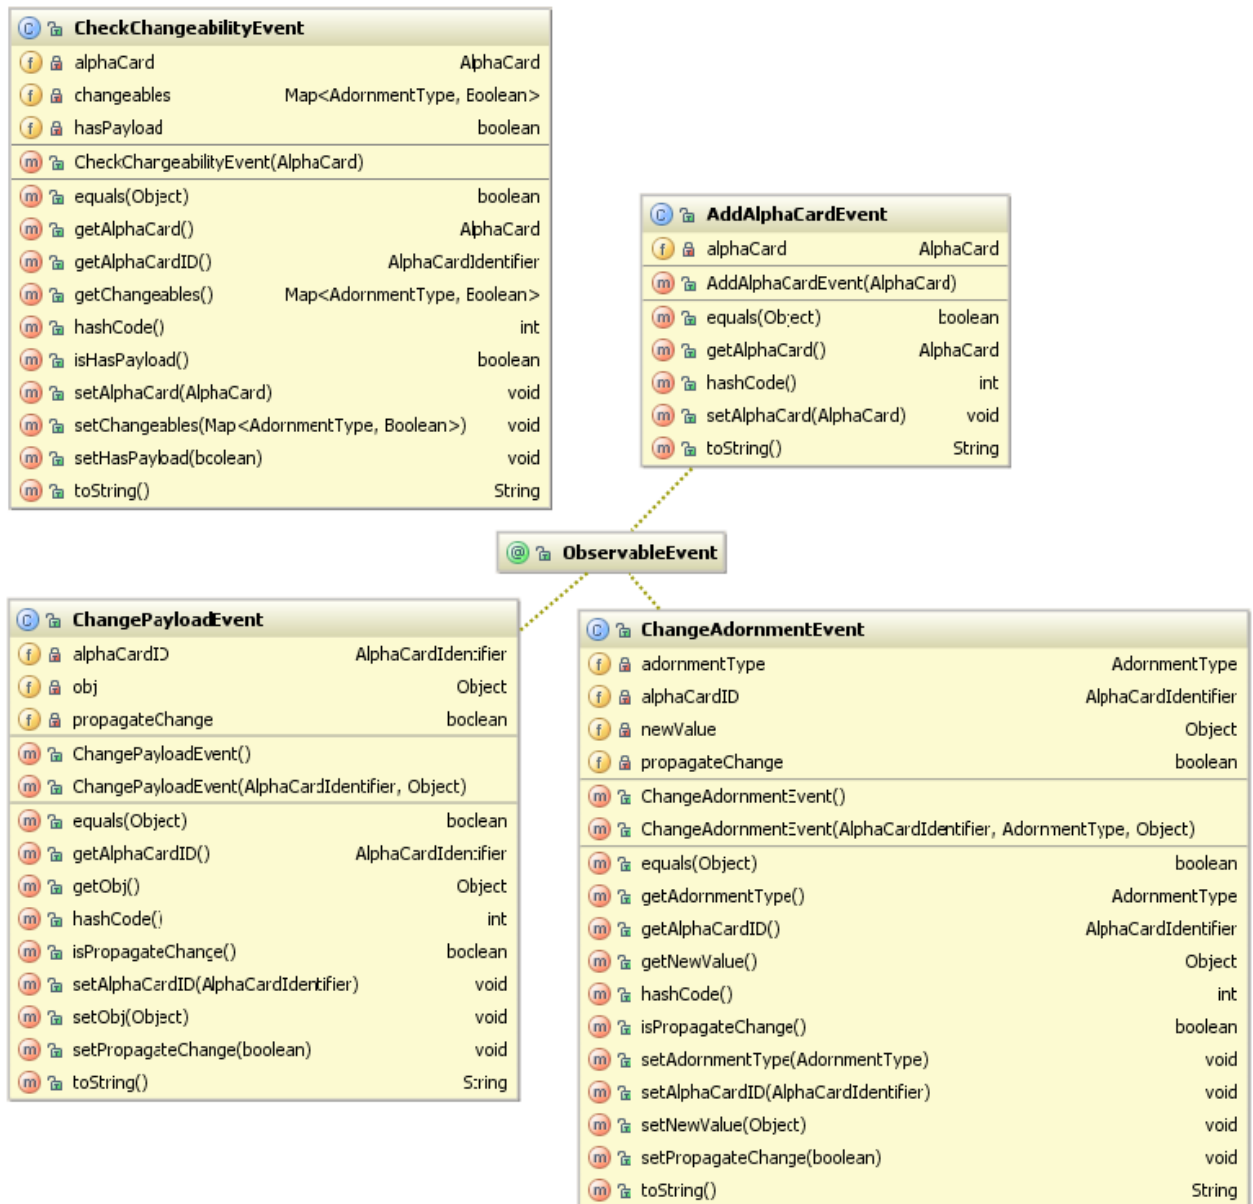 CheckChangeabilityEvent
alphaCard AlphaCard
changeables Map<AdornmentType, Boolean>
hasPayload boolean
CheckChangeabilityEvent(AlphaCard)
equals(Object) boolean
getAlphaCard() AlphaCard
getAlphaCardID() AlphaCardIdentifier
getChangeables() Map<AdornmentType, Boolean>
hashCode() int
isHasPayload() boolean
setAlphaCard(AlphaCard) void
setChangeables(Map<AdornmentType, Boolean>) void
setHasPayload(boolean) void
toString() String
AddAlphaCardEvent
alphaCard AlphaCard
AddAlphaCardEvent(AlphaCard)
equals(Object) boolean
getAlphaCard() AlphaCard
hashCode() int
setAlphaCard(AlphaCard) void
toString() String
@ ObservableEvent
ChangePayloadEvent
alphaCardID AlphaCardIdentifier
obj Object
propagateChange boolean
ChangePayloadEvent()
ChangePayloadEvent(AlphaCardIdentifier, Object)
equals(Object) boolean
getAlphaCardID() AlphaCardIdentifier
getObj() Object
hashCode() int
isPropagateChange() boolean
setAlphaCardID(AlphaCardIdentifier) void
setObj(Object) void
setPropagateChange(boolean) void
toString() String
ChangeAdornmentEvent
adornmentType AdornmentType
alphaCardID AlphaCardIdentifier
newValue Object
propagateChange boolean
ChangeAdornmentEvent()
ChangeAdornmentEvent(AlphaCardIdentifier, AdornmentType, Object)
equals(Object) boolean
getAdornmentType() AdornmentType
getAlphaCardID() AlphaCardIdentifier
getNewValue() Object
hashCode() int
isPropagateChange() boolean
setAdornmentType(AdornmentType) void
setAlphaCardID(AlphaCardIdentifier) void
setNewValue(Object) void
setPropagateChange(boolean) void
toString() String